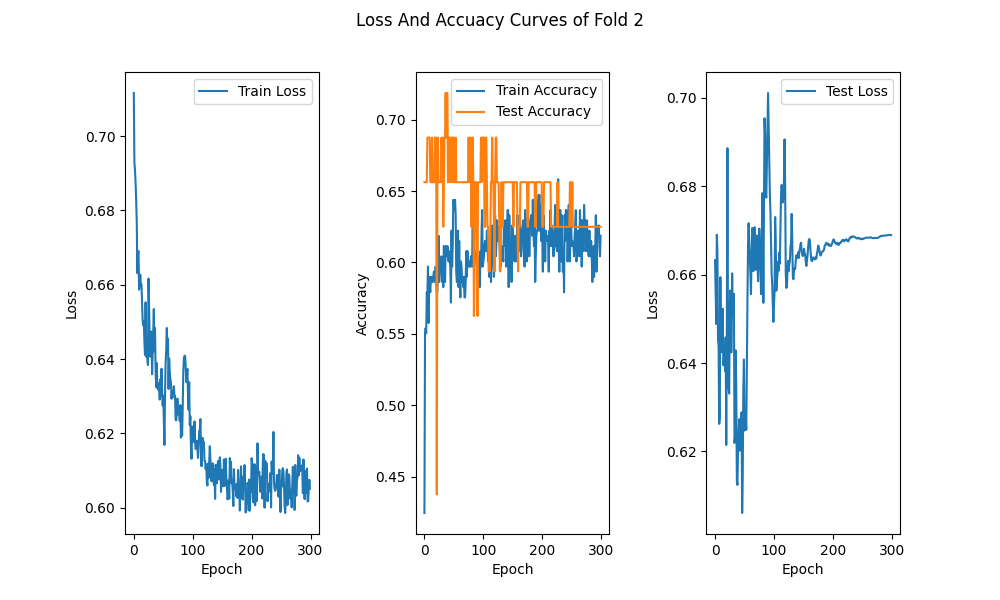 Loss And Accuacy Curves of Fold 2
Train Loss
0.70
0.68
0.66
0.64
0.62
0.60
Loss
0
100
200
300
Epoch
Train Accuracy
Test Accuracy
0.70
0.65
0.60
0.55
0.50
0.45
Accuracy
0
100
200
300
Epoch
Test Loss
0.70
0.68
0.66
0.64
0.62
Loss
0
100
200
300
Epoch